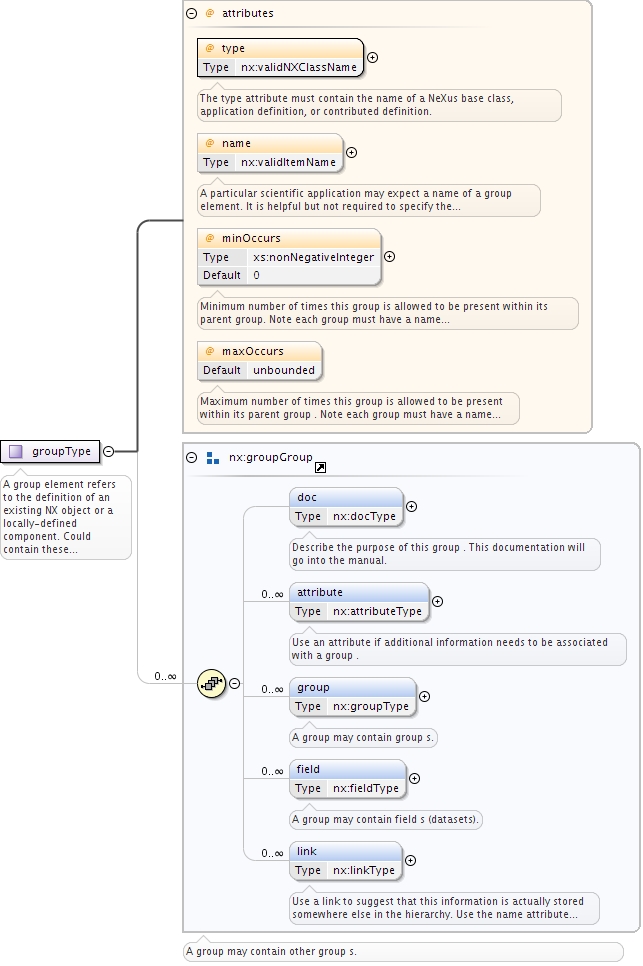 @ attributes
@ type
Type nx:validNXClassName
The type attribute must contain the name of a NeXus base class,
application definition, or contributed definition.
@ name
Type nx:validItemName
A particular scientific application may expect a name of a group
element. It is helpful but not required to specify the...
@ minOccurs
Type xs:nonNegativeInteger
Default 0
Minimum number of times this group is allowed to be present within its
parent group. Note each group must have a name...
@ maxOccurs
Default unbounded
Maximum number of times this group is allowed to be present
within its parent group . Note each group must have a name...
groupType
A group element refers
to the definition of an
existing NX object or a
locally-defined
component. Could
contain these...
nx:groupGroup
doc
Type nx:docType
Describe the purpose of this group . This documentation will
go into the manual.
0..∞
attribute
Type nx:attributeType
Use an attribute if additional information needs to be associated
with a group .
0..∞
0..∞
group
Type nx:groupType
A group may contain group s.
0..∞
field
Type nx:fieldType
A group may contain field s (datasets).
0..∞
link
Type nx:linkType
Use a link to suggest that this information is actually stored
somewhere else in the hierarchy. Use the name attribute...
A group may contain other group s.